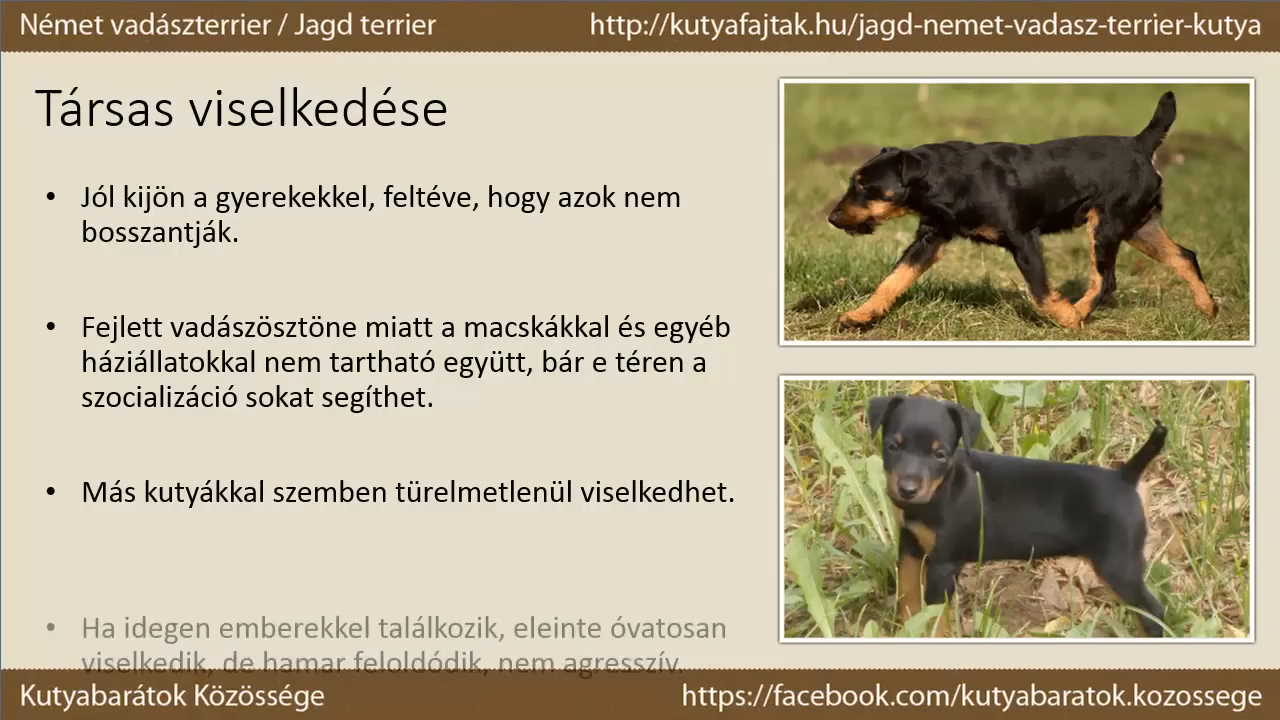 Német vadászterrier / Jagd terrier
http://kutyafajtak.hu/jagd-nemet-vadasz-terrier-kutya
Társas viselkedése
• Jól kijön a gyerekekkel, feltéve, hogy azok nem
bosszantják.
• Fejlett vadászösztöne miatt a macskákkal és egyéb
háziállatokkal nem tartható együtt, bár e téren a
szocializáció sokat segíthet.
• Más kutyákkal szemben türelmetlenül viselkedhet.
• Ha idegen emberekkel találkozik, eleinte óvatosan
viselkedik, de hamar feloldódik, nem agresszív.
Kutyabarátok Közössége
https://facebook.com/kutyabaratok.kozossege